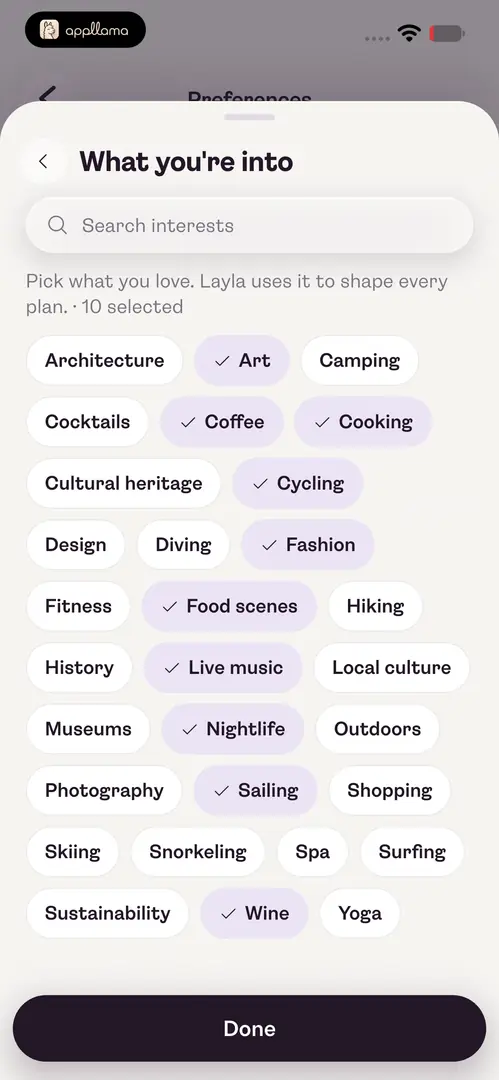 appllama
Preferences
What you're into
Search interests
Pick what you love. Layla uses it to shape every
plan. · 10 selected
Architecture Art Camping
Cocktails Coffee Cooking
Cultural heritage Cycling
Design Diving Fashion
Fitness Food scenes Hiking
History Live music Local culture
Museums Nightlife Outdoors
Photography Sailing Shopping
Skiing Snorkeling Spa Surfing
Sustainability Wine Yoga
Done